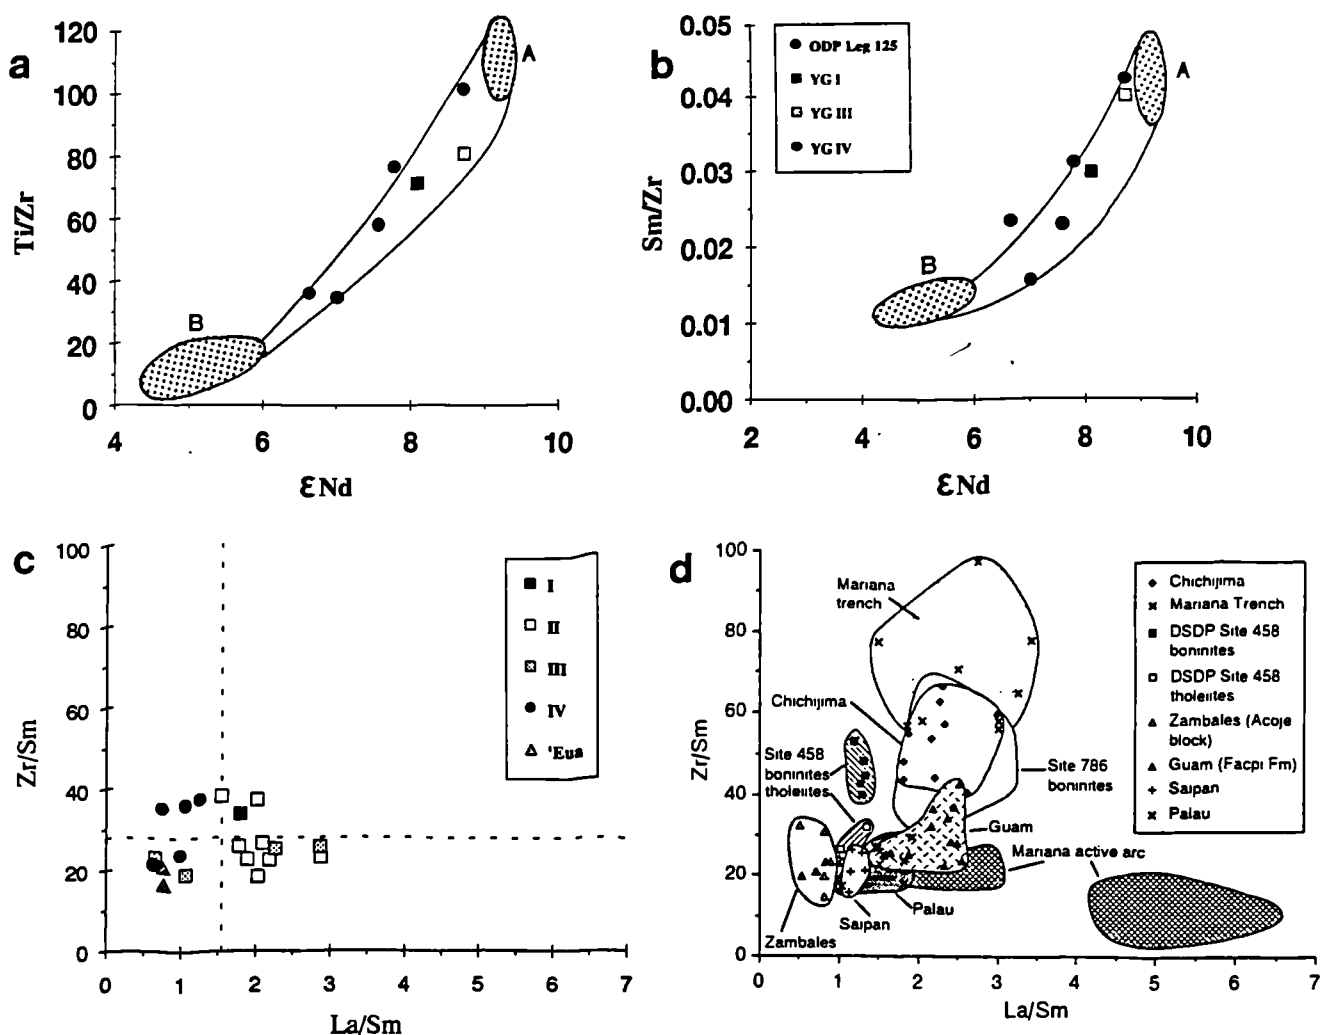 a
120
100
80
60
40
20
0
Ti/Zr
A
B
4
6
8
10
εNd
b
0.05
0.04
0.03
0.02
0.01
0.00
Sm/Zr
ODP Leg 125
YG I
YG III
YG IV
A
B
2
4
6
8
10
εNd
c
100
80
60
40
20
0
Zr/Sm
I
II
III
IV
'Eua
0
1
2
3
4
5
6
7
La/Sm
d
100
80
60
40
20
0
Zr/Sm
Mariana
trench
Chichijima
Site 458
boninites
tholeiites
Site 786
boninites
Guam
Mariana active arc
Palau
Saipan
Zambales
Chichijima
Mariana Trench
DSDP Site 458
boninites
DSDP Site 458
tholeiites
Zambales (Acoje
block)
Guam (Facpi Fm)
Saipan
Palau
0
1
2
3
4
5
6
7
La/Sm